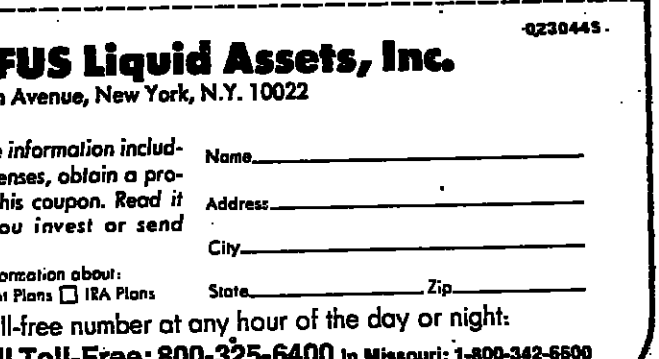 023044S.
FUS Liquid Assets, Inc.
Avenue, New York, N.Y. 10022
information includ-
enses, obtain a pro-
his coupon. Read it
ou invest or send
Name
Address
City
ormation about:
Plans ☐ IRA Plans
State Zip
ll-free number at any hour of the day or night:
Toll-Free: 800-325-6400 In Missouri: 1-800-342-6600